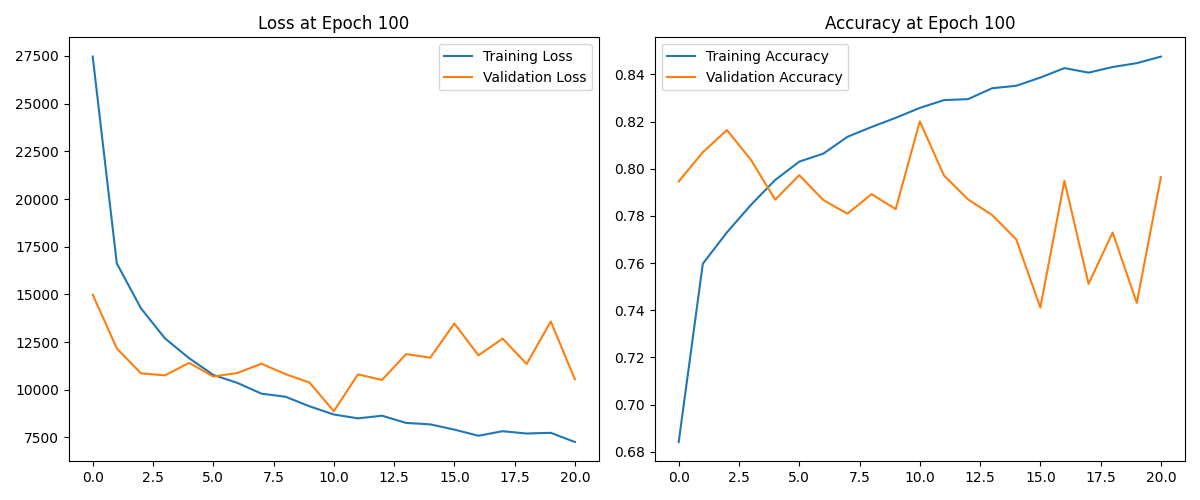 Loss at Epoch 100
Training Loss
Validation Loss
27500
25000
22500
20000
17500
15000
12500
10000
7500
0.0 2.5 5.0 7.5 10.0 12.5 15.0 17.5 20.0
Accuracy at Epoch 100
Training Accuracy
Validation Accuracy
0.84
0.82
0.80
0.78
0.76
0.74
0.72
0.70
0.68
0.0 2.5 5.0 7.5 10.0 12.5 15.0 17.5 20.0